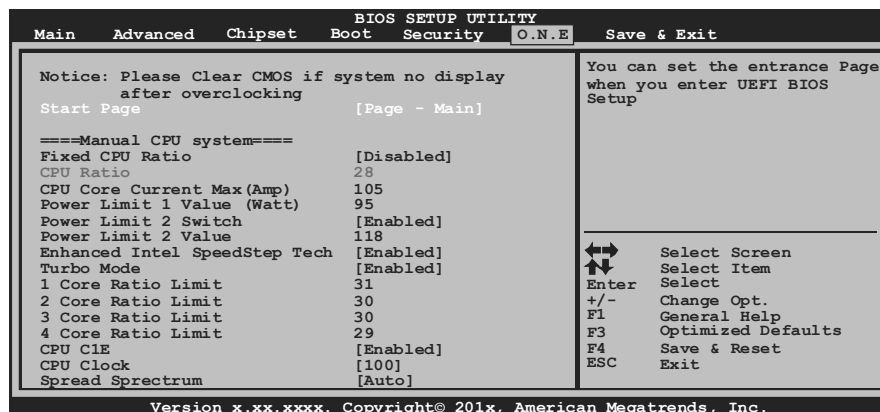 BIOS SETUP UTILITY
Main Advanced Chipset Boot Security O.N.E Save & Exit
Notice: Please Clear CMOS if system no display
after overclocking
Start Page [Page - Main]
====Manual CPU system====
Fixed CPU Ratio [Disabled]
CPU Ratio 28
CPU Core Current Max(Amp) 105
Power Limit 1 Value (Watt) 95
Power Limit 2 Switch [Enabled]
Power Limit 2 Value 118
Enhanced Intel SpeedStep Tech [Enabled]
Turbo Mode [Enabled]
1 Core Ratio Limit 31
2 Core Ratio Limit 30
3 Core Ratio Limit 30
4 Core Ratio Limit 29
CPU C1E [Enabled]
CPU Clock [100]
Spread Sprectrum [Auto]
You can set the entrance Page
when you enter UEFI BIOS
Setup
Select Screen
Select Item
Enter Select
+/- Change Opt.
F1 General Help
F3 Optimized Defaults
F4 Save & Reset
ESC Exit
Version x.xx.xxxx. Copyright© 201x, American Megatrends, Inc.